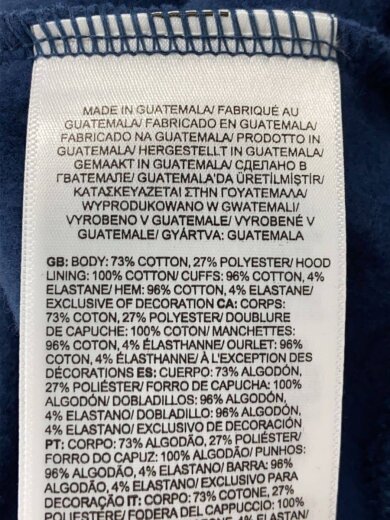 MADE IN GUATEMALA/ FABRIQUÉ AU
GUATEMALA/ FABRICADO EN GUATEMALA/
FABRICADO NA GUATEMALA/ PRODOTTO IN
GUATEMALA/ HERGESTELLT IN GUATEMALA/
GEMAAKT IN GUATEMALA/ СДЕЛАНО В
ГВАТЕМАЛЕ/ GUATEMALA'DA ÜRETİLMİŞTİR/
ΚΑΤΑΣΚΕΥΑΖΕΤΑΙ ΣΤΗΝ ΓΟΥΑΤΕΜΑΛΑ/
WYPRODUKOWANO W GWATEMALI/
VYROBENO V GUATEMALE/ VYROBENÉ V
GUATEMALE/ GYÁRTVA: GUATEMALA
GB: BODY: 73% COTTON, 27% POLYESTER/ HOOD
LINING: 100% COTTON/ CUFFS: 96% COTTON, 4%
ELASTANE/ HEM: 96% COTTON, 4% ELASTANE/
EXCLUSIVE OF DECORATION CA: CORPS:
73% COTON, 27% POLYESTER/ DOUBLURE
DE CAPUCHE: 100% COTON/ MANCHETTES:
96% COTON, 4% ÉLASTHANNE/ OURLET: 96%
COTON, 4% ÉLASTHANNE/ À L'EXCEPTION DES
DÉCORATIONS ES: CUERPO: 73% ALGODÓN,
27% POLIÉSTER/ FORRO DE CAPUCHA: 100%
ALGODÓN/ DOBLADILLOS: 96% ALGODÓN,
4% ELASTANO/ DOBLADILLO: 96% ALGODÓN,
4% ELASTANO/ EXCLUSIVO DE DECORACIÓN
PT: CORPO: 73% ALGODÃO, 27% POLIÉSTER/
FORRO DO CAPUZ: 100% ALGODÃO/ PUNHOS:
96% ALGODÃO, 4% ELASTANO/ BARRA: 96%
ALGODÃO, 4% ELASTANO/ EXCLUSIVO PARA
DECORAÇÃO IT: CORPO: 73% COTONE, 27%
POLIESTERE/ FODERA DEL CAPPUCCIO